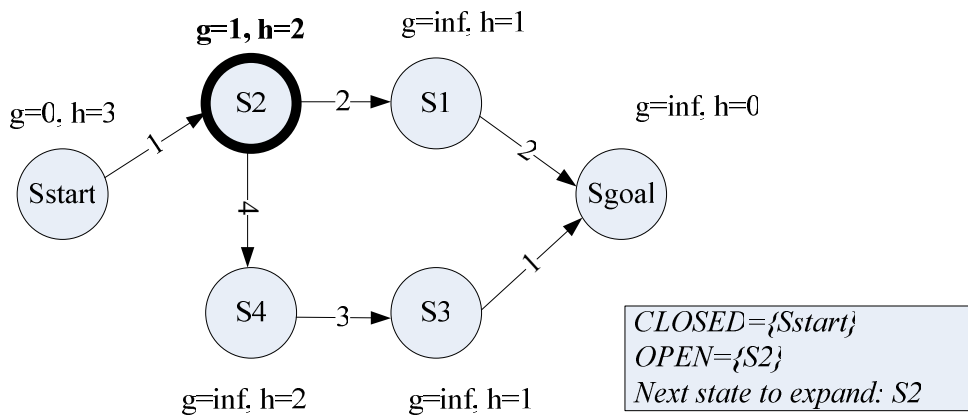 g=1, h=2
g=inf, h=1
g=0, h=3
g=inf, h=0
S2
2
S1
1
2
Sstart
Sgoal
4
1
S4
3
S3
g=inf, h=2
g=inf, h=1
CLOSED={Sstart}
OPEN={S2}
Next state to expand: S2